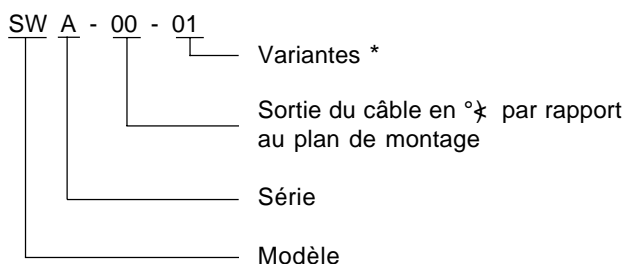 SW A - 00 - 01
Variantes *
Sortie du câble en °∢ par rapport
au plan de montage
Série
Modèle